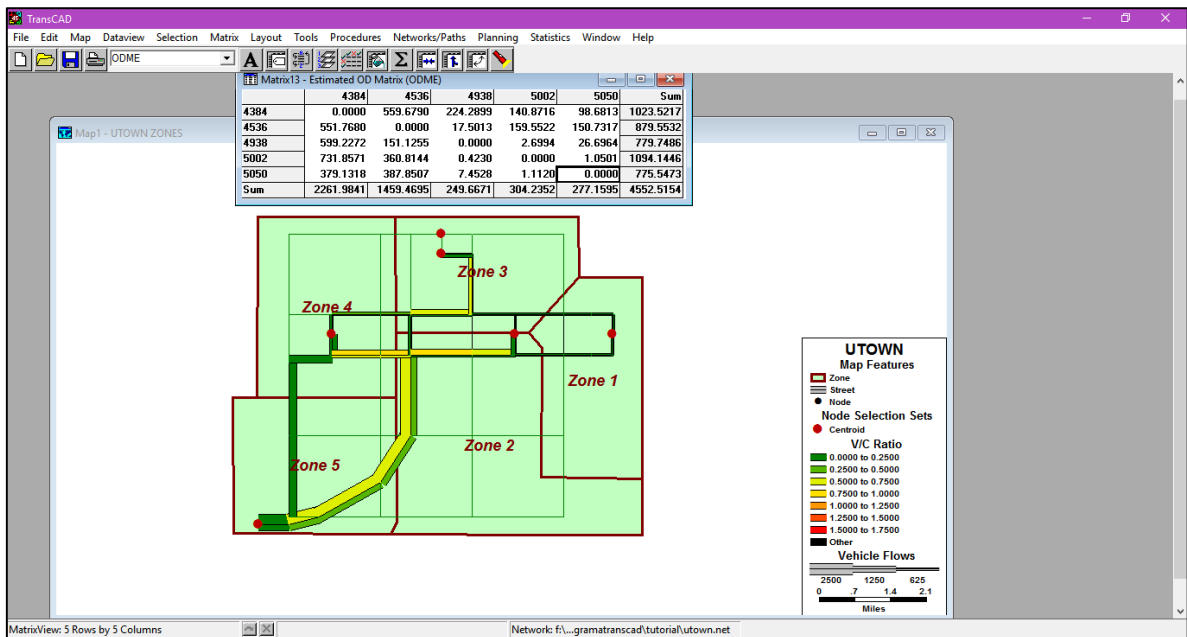 TransCAD
File Edit Map Dataview Selection Matrix Layout Tools Procedures Networks/Paths Planning Statistics Window Help
ODME
Matrix13 - Estimated OD Matrix (ODME)
4384 4536 4938 5002 5050 Sum
4384 0.0000 559.6790 224.2899 140.8716 98.6813 1023.5217
4536 551.7680 0.0000 17.5013 159.5522 150.7317 879.5532
4938 599.2272 151.1255 0.0000 2.6994 26.6964 779.7486
5002 731.8571 360.8144 0.4230 0.0000 1.0501 1094.1446
5050 379.1318 387.8507 7.4528 1.1120 0.0000 775.5473
Sum 2261.9841 1459.4695 249.6671 304.2352 277.1595 4552.5154
Map1 - UTOWN ZONES
Zone 3
Zone 4
Zone 1
Zone 2
Zone 5
UTOWN
Map Features
Zone
Street
Node
Node Selection Sets
Centroid
V/C Ratio
0.0000 to 0.2500
0.2500 to 0.5000
0.5000 to 0.7500
0.7500 to 1.0000
1.0000 to 1.2500
1.2500 to 1.5000
1.5000 to 1.7500
Other
Vehicle Flows
2500 1250 625
0 .7 1.4 2.1
Miles
MatrixView: 5 Rows by 5 Columns
Network: f:\...gramatranscad\tutorial\utown.net